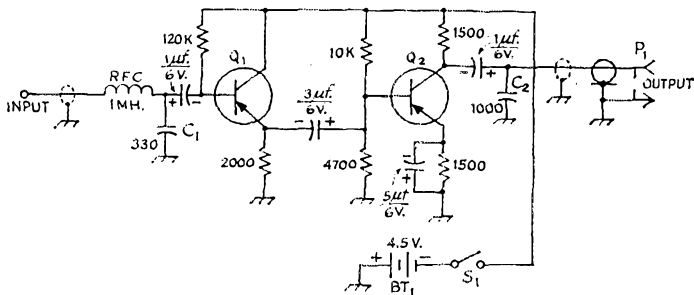 120K
Q1
10K
1500
Q2
1µf.
6V.
P1
RFC
1µf.
6V.
INPUT
1MH.
+ -
3µf.
6V.
- +
- +
C2
OUTPUT
C1
1000
330
2000
4700
1500
5µf
6V.
+
4.5 V.
+ -
BT1
S1